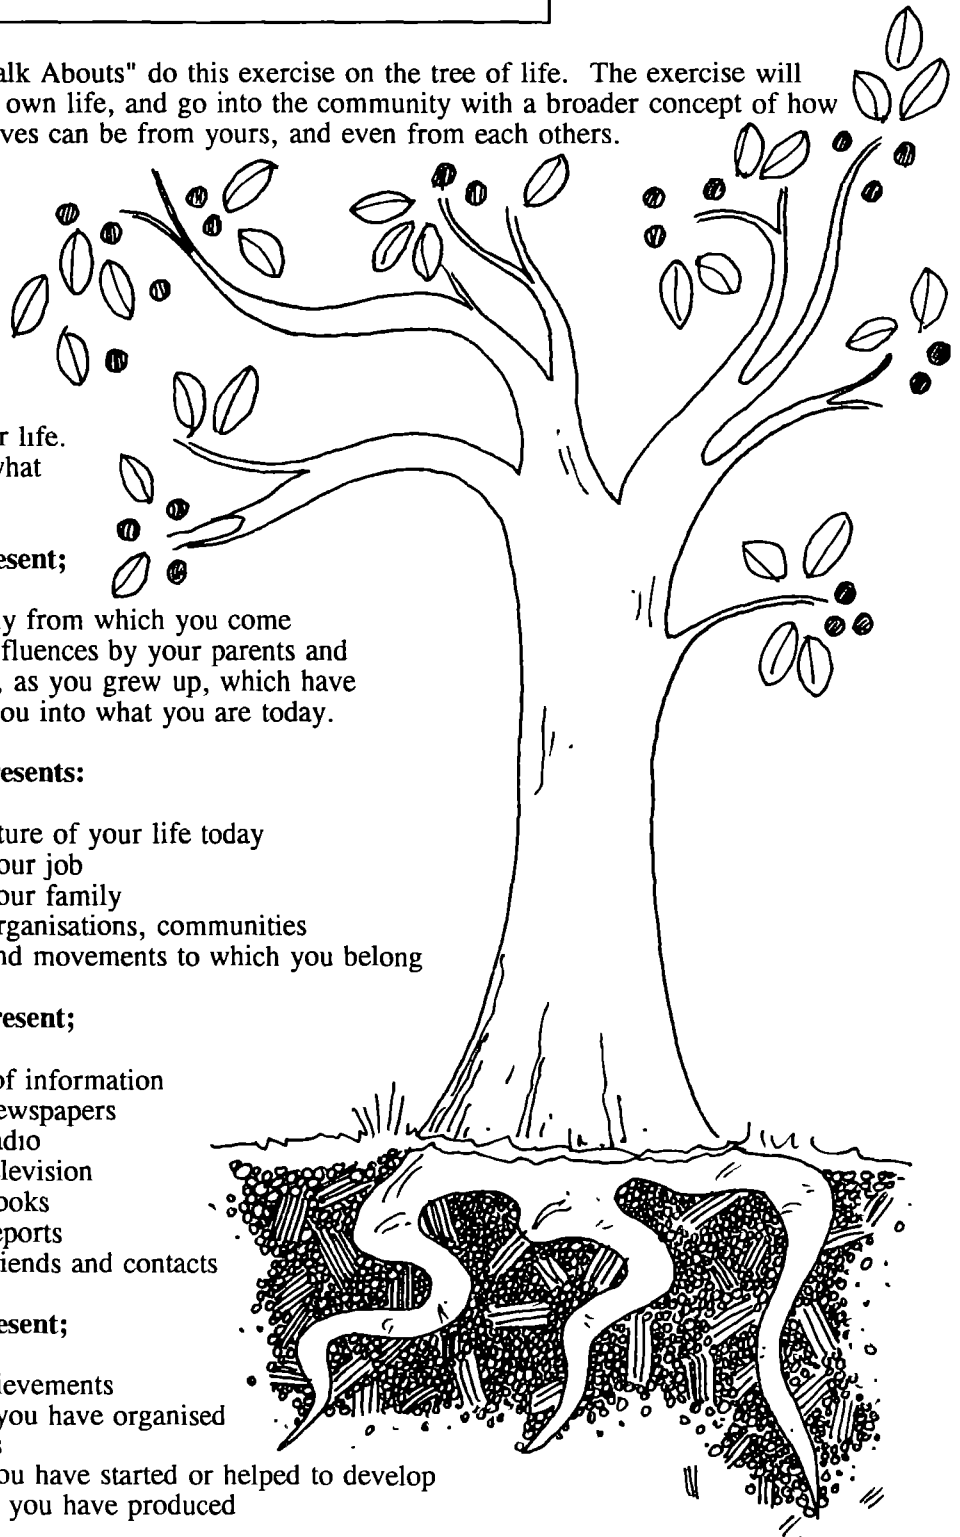 alk Abouts" do this exercise on the tree of life. The exercise will
own life, and go into the community with a broader concept of how
ves can be from yours, and even from each others.
r life.
what
esent;
y from which you come
fluences by your parents and
, as you grew up, which have
ou into what you are today.
resents:
ture of your life today
our job
our family
rganisations, communities
nd movements to which you belong
resent;
of information
ewspapers
adio
levision
ooks
eports
iends and contacts
esent;
ievements
you have organised
s
ou have started or helped to develop
you have produced